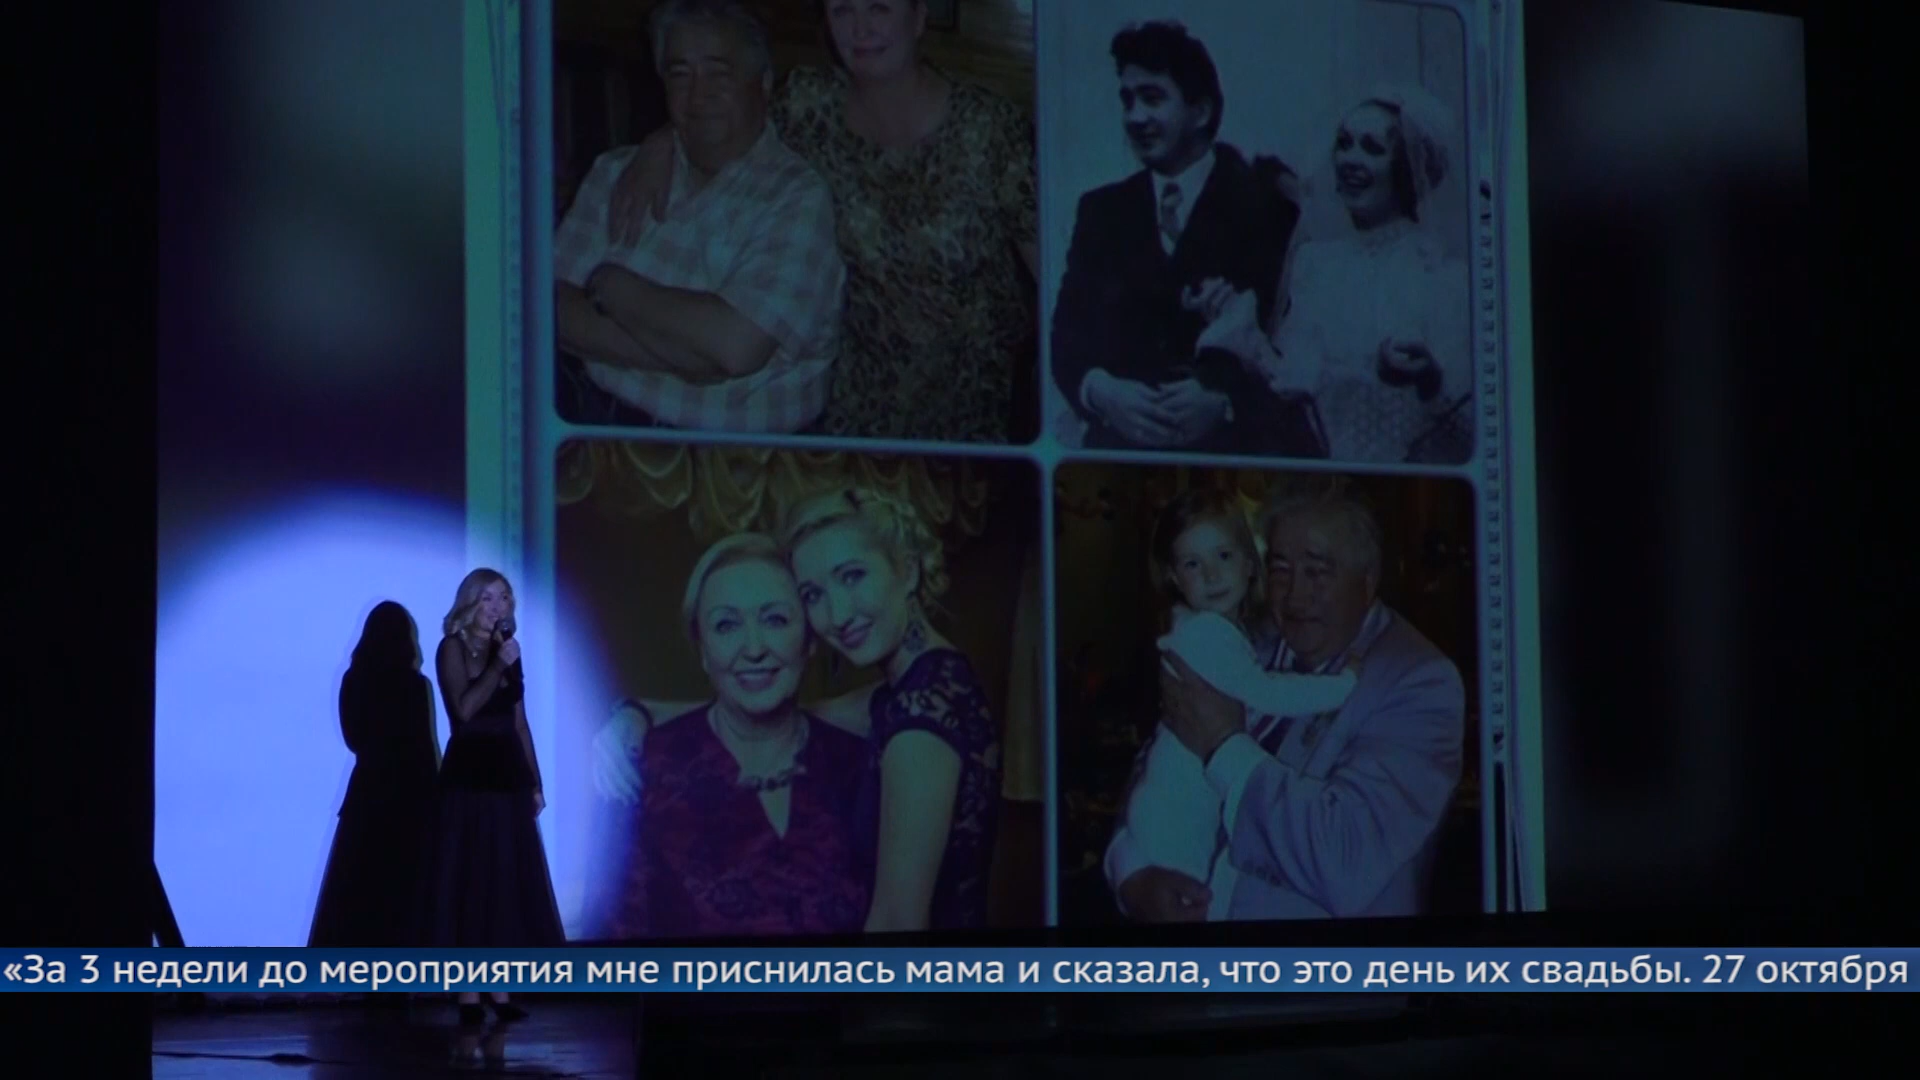 «За 3 недели до мероприятия мне приснилась мама и сказала, что это день их свадьбы. 27 октября